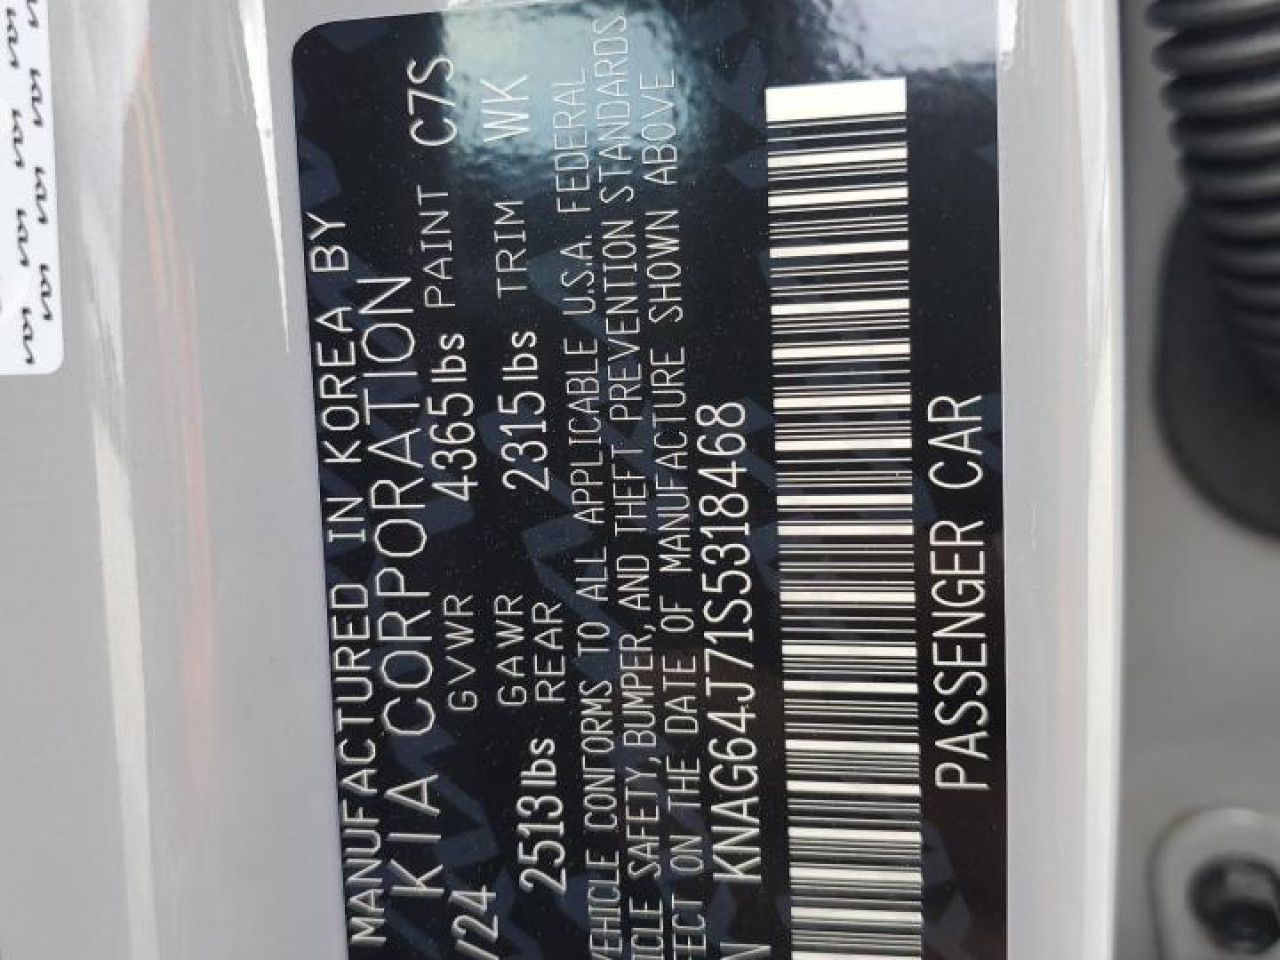 MANUFACTURED IN KOREA BY
KIA CORPORATION
/24 GVWR 4365lbs PAINT C7S
2513lbs GAWR REAR 2315lbs TRIM WK
VEHICLE CONFORMS TO ALL APPLICABLE U.S.A. FEDERAL
ICLE SAFETY, BUMPER, AND THEFT PREVENTION STANDARDS
ECT ON THE DATE OF MANUFACTURE SHOWN ABOVE
N KNAG64J71S5318468
PASSENGER CAR